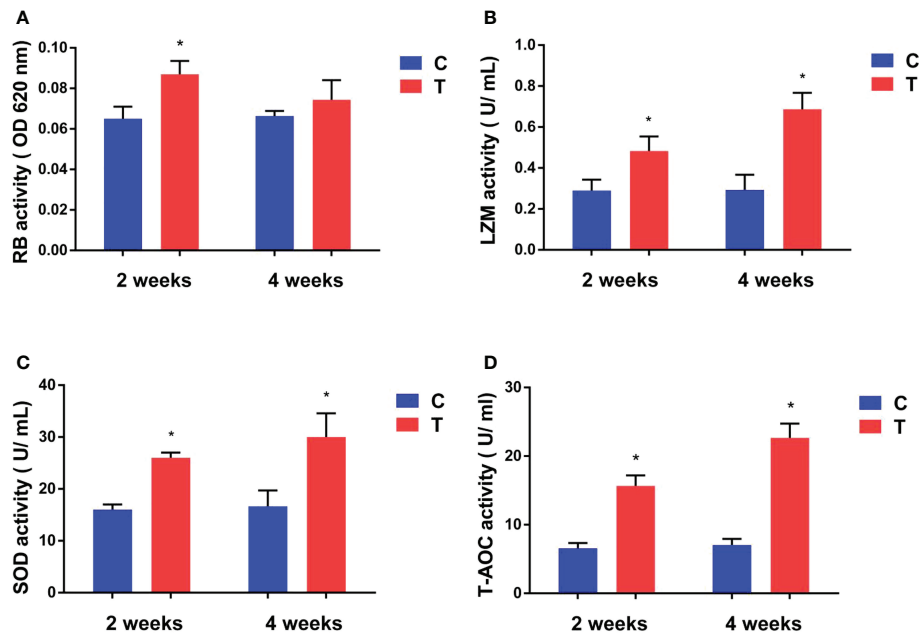 A
RB activity ( OD 620 nm)
0.10
0.08
0.06
0.04
0.02
0.00
*
2 weeks
4 weeks
C
T
B
LZM activity ( U/ mL)
1.0
0.8
0.6
0.4
0.2
0.0
*
*
2 weeks
4 weeks
C
T
C
SOD activity ( U/ mL)
40
30
20
10
0
*
*
2 weeks
4 weeks
C
T
D
T-AOC activity ( U/ ml)
30
20
10
0
*
*
2 weeks
4 weeks
C
T